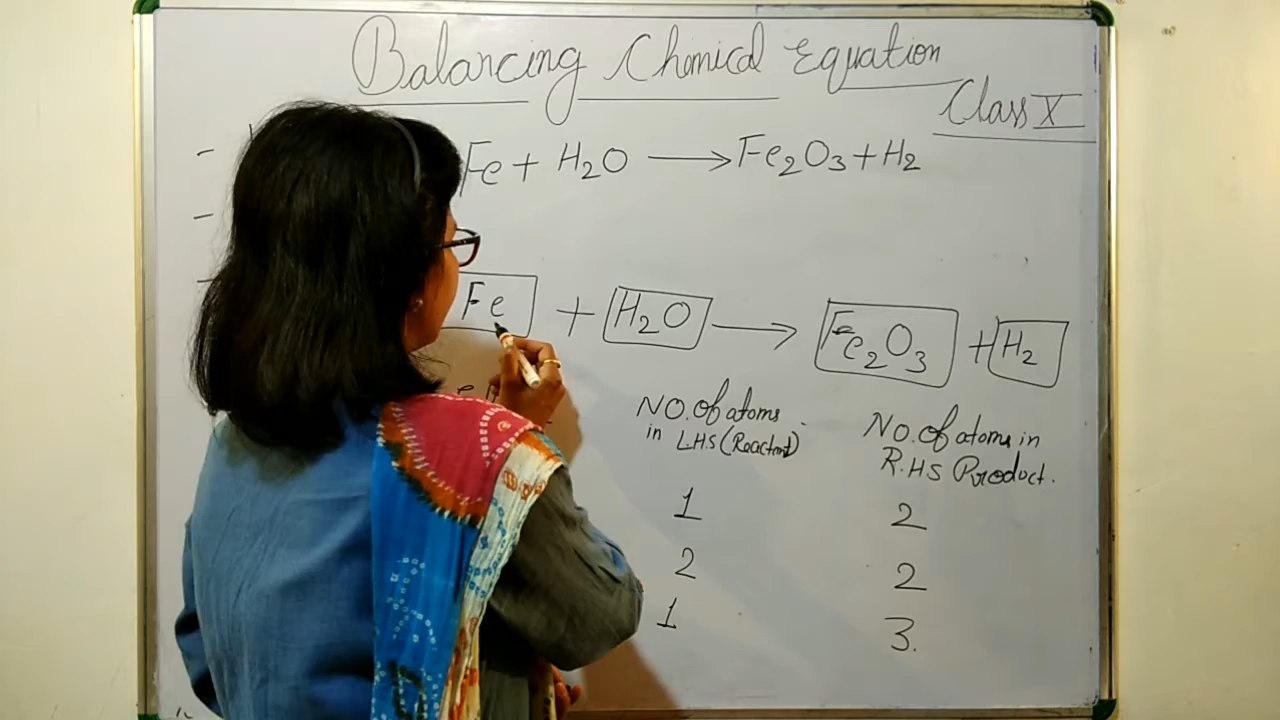 Balancing Chemical Equation
Class X
Fe + H2O → Fe2O3 + H2
Fe + H2O → Fe2O3 + H2
NO. of atoms in LHS (Reactant)
NO. of atoms in R.HS Product.
1 2
2 2
1 3.